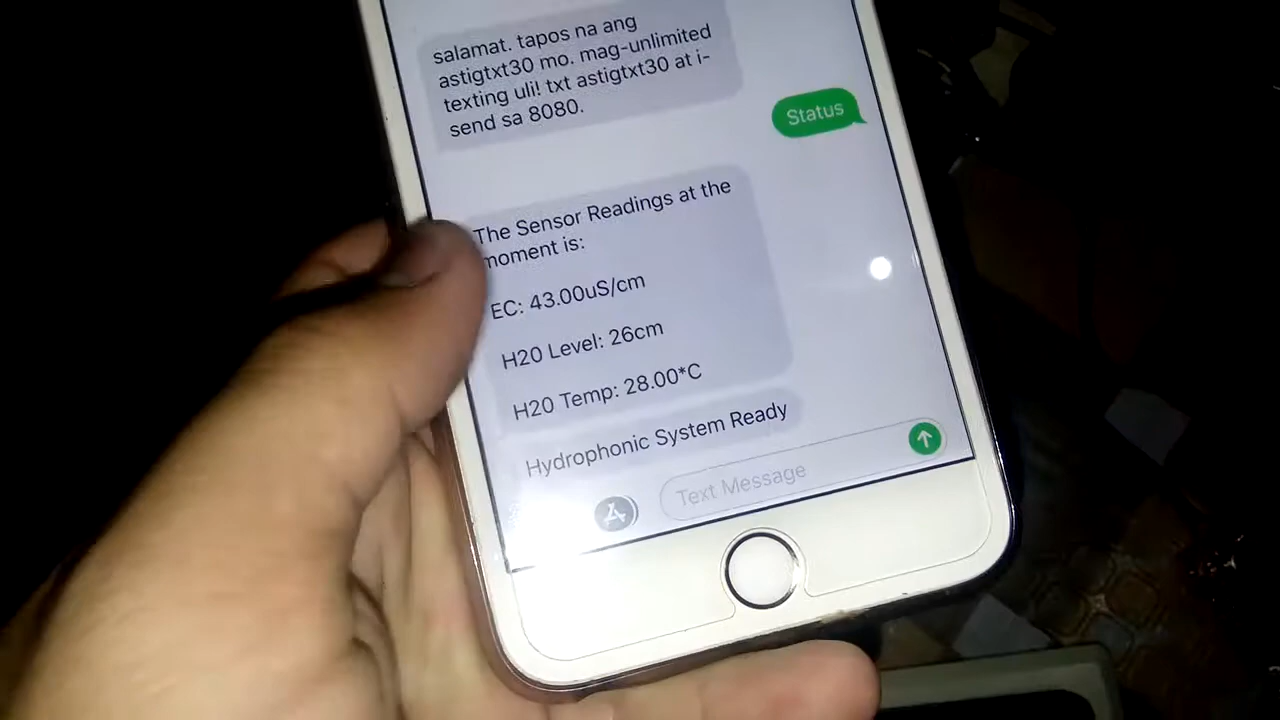 salamat. tapos na ang
astigtxt30 mo. mag-unlimited
texting uli! txt astigtxt30 at i-
send sa 8080.
Status
The Sensor Readings at the
moment is:
EC: 43.00uS/cm
H20 Level: 26cm
H20 Temp: 28.00*C
Hydrophonic System Ready
Text Message